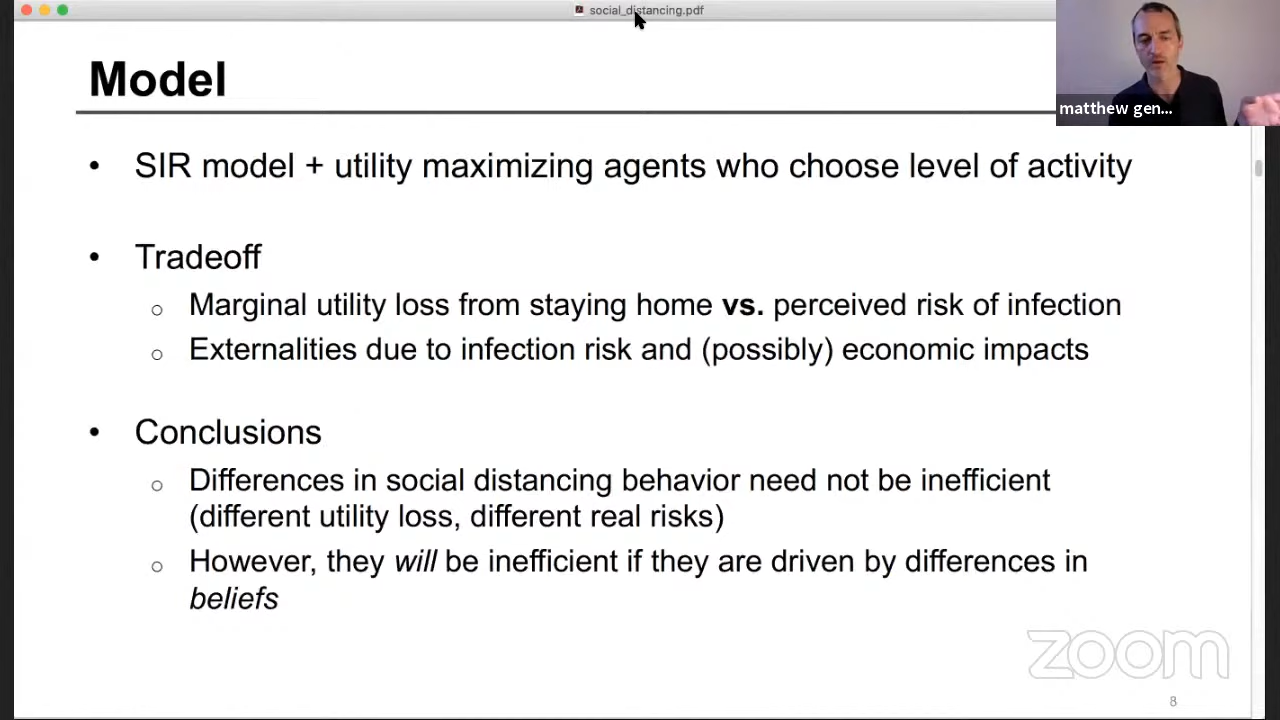 social_distancing.pdf
matthew gen...
Model
• SIR model + utility maximizing agents who choose level of activity
• Tradeoff
○ Marginal utility loss from staying home vs. perceived risk of infection
○ Externalities due to infection risk and (possibly) economic impacts
• Conclusions
○ Differences in social distancing behavior need not be inefficient
(different utility loss, different real risks)
○ However, they will be inefficient if they are driven by differences in
beliefs
zoom
8